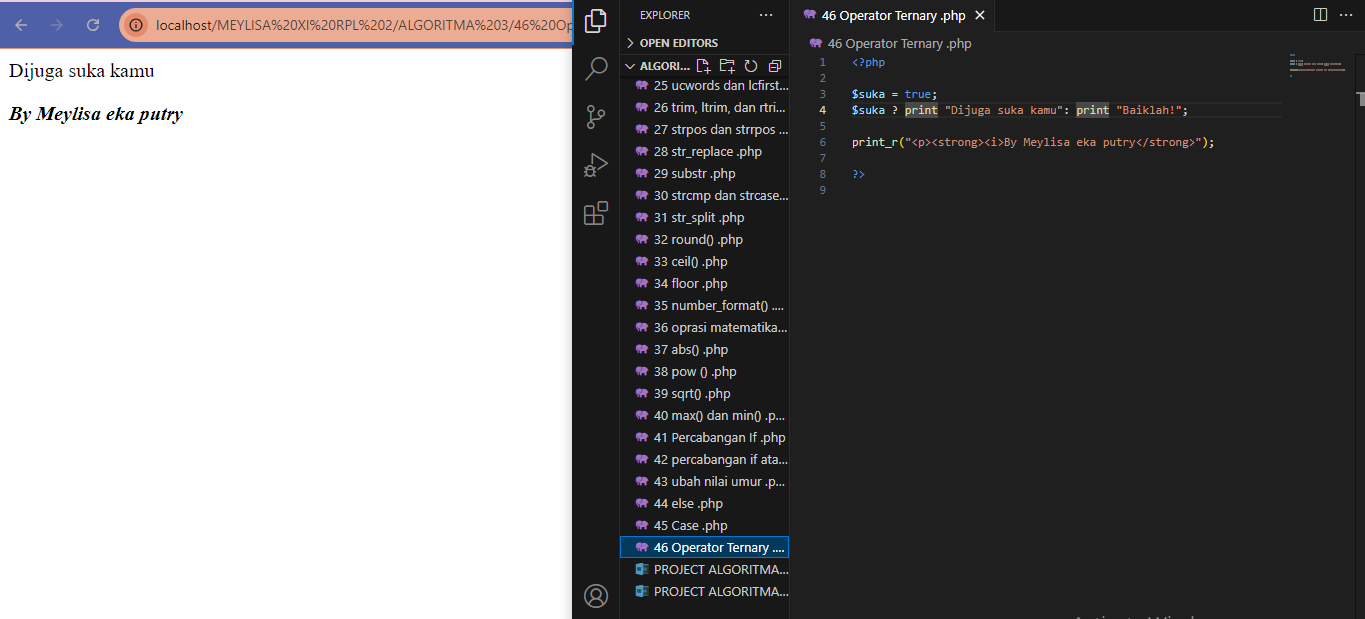 localhost/MEYLISA%20XI%20RPL%202/ALGORITMA%203/46%20Op
Dijuga suka kamu
By Meylisa eka putry
EXPLORER
OPEN EDITORS
ALGORI...
25 ucwords dan lcfirst...
26 trim, ltrim, dan rtri...
27 strpos dan strrpos ...
28 str_replace .php
29 substr .php
30 strcmp dan strcase...
31 str_split .php
32 round() .php
33 ceil() .php
34 floor .php
35 number_format() ....
36 oprasi matematika...
37 abs() .php
38 pow () .php
39 sqrt() .php
40 max() dan min() .p...
41 Percabangan If .php
42 percabangan if ata...
43 ubah nilai umur .p...
44 else .php
45 Case .php
46 Operator Ternary ....
PROJECT ALGORITMA...
PROJECT ALGORITMA...
46 Operator Ternary .php
46 Operator Ternary .php
1 <?php
2
3 $suka = true;
4 $suka ? print "Dijuga suka kamu": print "Baiklah!";
5
6 print_r("<p><strong><i>By Meylisa eka putry</strong>");
7
8 ?>
9